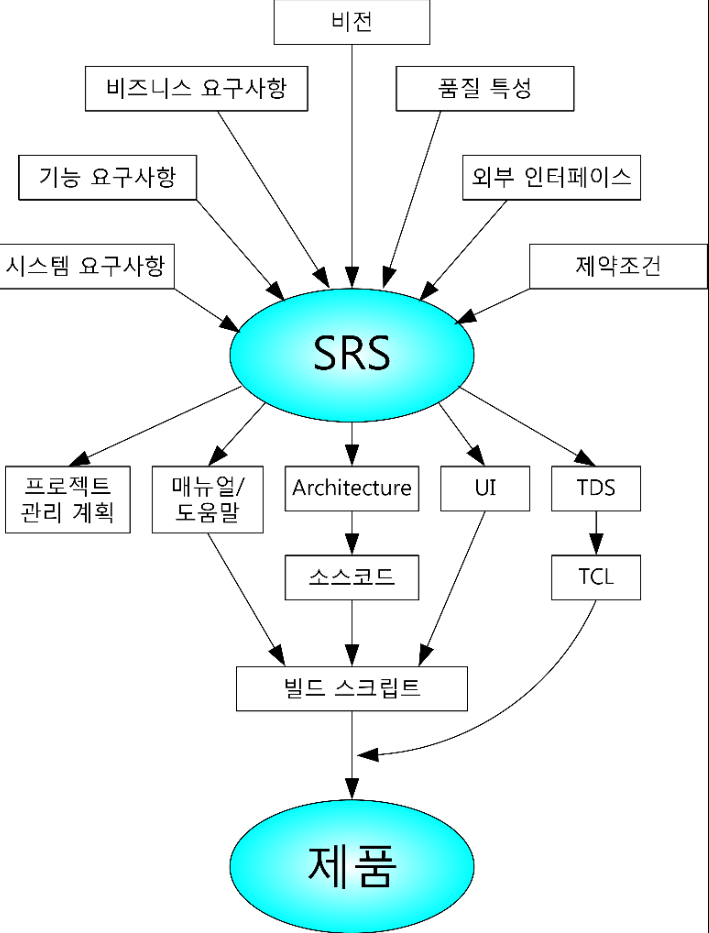 비전
비즈니스 요구사항
품질 특성
기능 요구사항
외부 인터페이스
시스템 요구사항
제약조건
SRS
프로젝트
관리 계획
매뉴얼/
도움말
Architecture
UI
TDS
소스코드
TCL
빌드 스크립트
제품